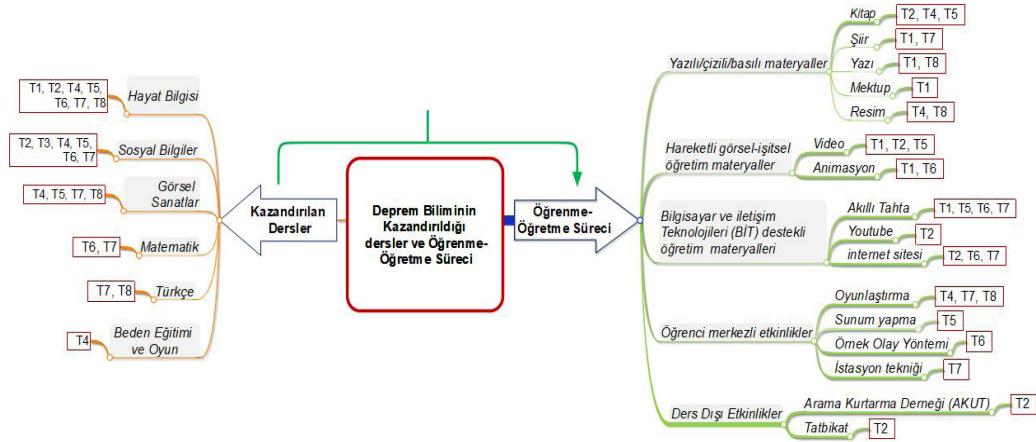 T1, T2, T4, T5,
T6, T7, T8
Hayat Bilgisi
T2, T3, T4, T5,
T6, T7
Sosyal Bilgiler
T4, T5, T7, T8
Görsel
Sanatlar
T6, T7
Matematik
T7, T8
Türkçe
T4
Beden Eğitimi
ve Oyun
Kazandırılan
Dersler
Deprem Biliminin
Kazandırıldığı
dersler ve Öğrenme-
Öğretme Süreci
Öğrenme-
Öğretme Süreci
Yazılı/çizili/basılı materyaller
Kitap
T2, T4, T5
Şiir
T1, T7
Yazı
T1, T8
Mektup
T1
Resim
T4, T8
Hareketli görsel-işitsel
öğretim materyaller
Video
T1, T2, T5
Animasyon
T1, T6
Bilgisayar ve iletişim
Teknolojileri (BİT) destekli
öğretim materyalleri
Akıllı Tahta
T1, T5, T6, T7
Youtube
T2
internet sitesi
T2, T6, T7
Öğrenci merkezli etkinlikler
Oyunlaştırma
T4, T7, T8
Sunum yapma
T5
Örnek Olay Yöntemi
T6
İstasyon tekniği
T7
Ders Dışı Etkinlikler
Arama Kurtarma Derneği (AKUT)
T2
Tatbikat
T2